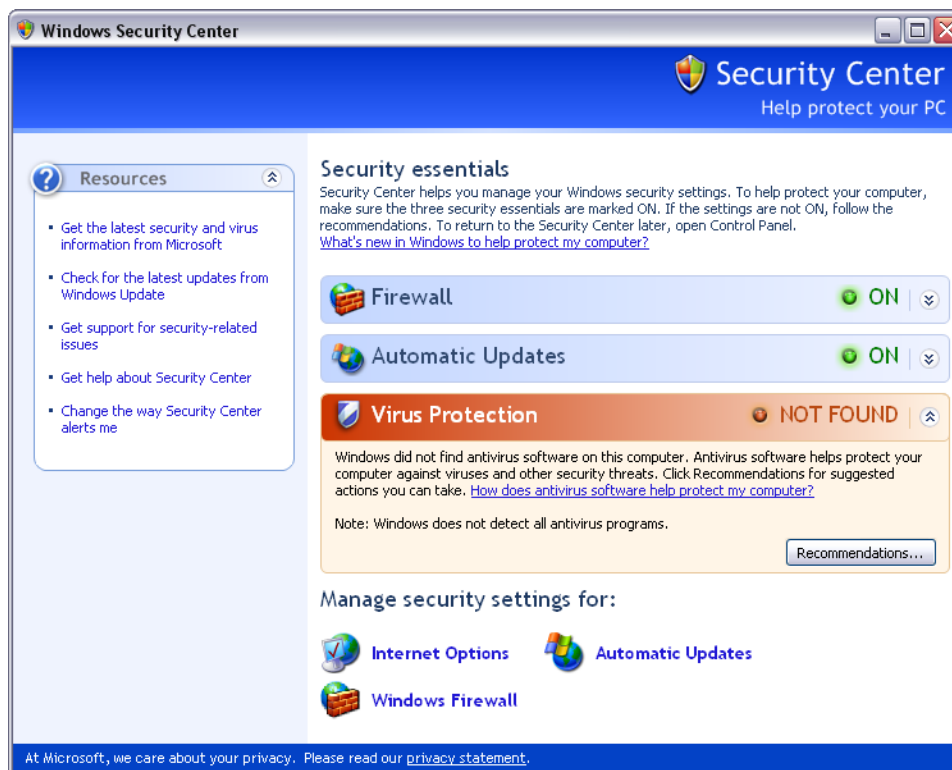 Windows Security Center
Security Center
Help protect your PC
Resources
Get the latest security and virus
information from Microsoft
Check for the latest updates from
Windows Update
Get support for security-related
issues
Get help about Security Center
Change the way Security Center
alerts me
Security essentials
Security Center helps you manage your Windows security settings. To help protect your computer,
make sure the three security essentials are marked ON. If the settings are not ON, follow the
recommendations. To return to the Security Center later, open Control Panel.
What's new in Windows to help protect my computer?
Firewall ON
Automatic Updates ON
Virus Protection NOT FOUND
Windows did not find antivirus software on this computer. Antivirus software helps protect your
computer against viruses and other security threats. Click Recommendations for suggested
actions you can take. How does antivirus software help protect my computer?
Note: Windows does not detect all antivirus programs.
Recommendations...
Manage security settings for:
Internet Options Automatic Updates
Windows Firewall
At Microsoft, we care about your privacy. Please read our privacy statement.